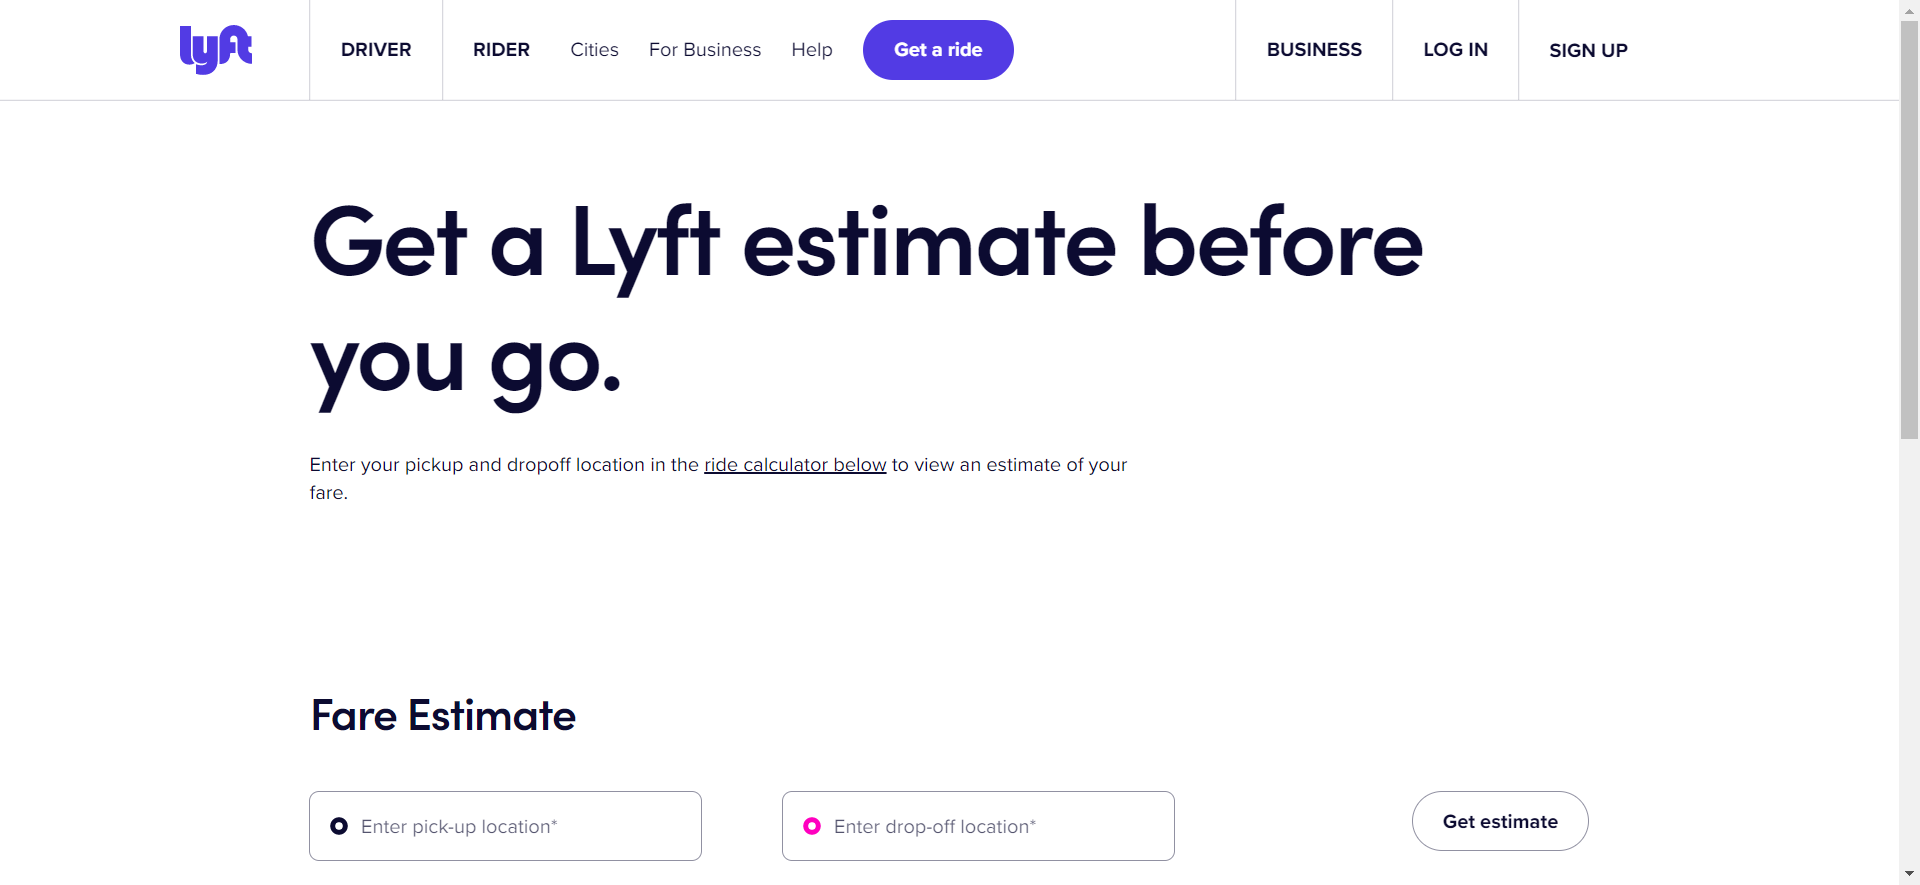 lyft
DRIVER
RIDER
Cities
For Business
Help
Get a ride
BUSINESS
LOG IN
SIGN UP
Get a Lyft estimate before
you go.
Enter your pickup and dropoff location in the ride calculator below to view an estimate of your
fare.
Fare Estimate
Enter pick-up location*
Enter drop-off location*
Get estimate